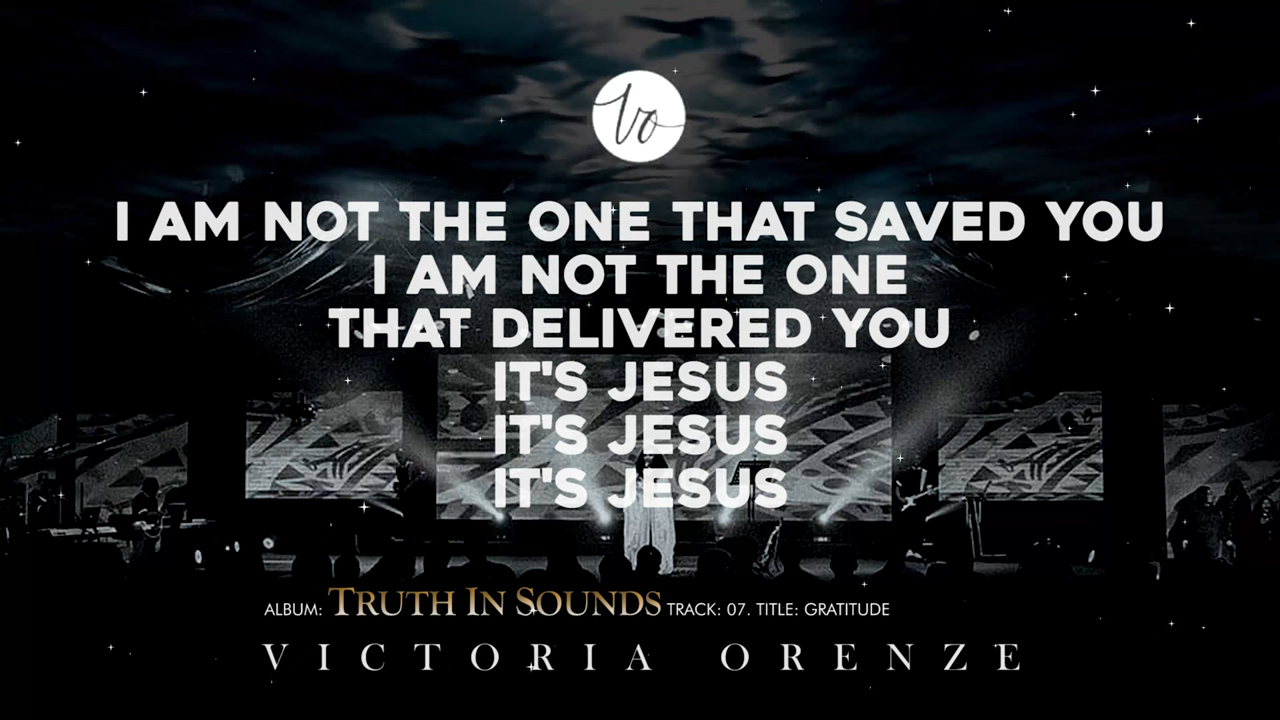 Vo
I AM NOT THE ONE THAT SAVED YOU
I AM NOT THE ONE
THAT DELIVERED YOU
IT'S JESUS
IT'S JESUS
IT'S JESUS
ALBUM: TRUTH IN SOUNDS TRACK: 07. TITLE: GRATITUDE
VICTORIA ORENZE